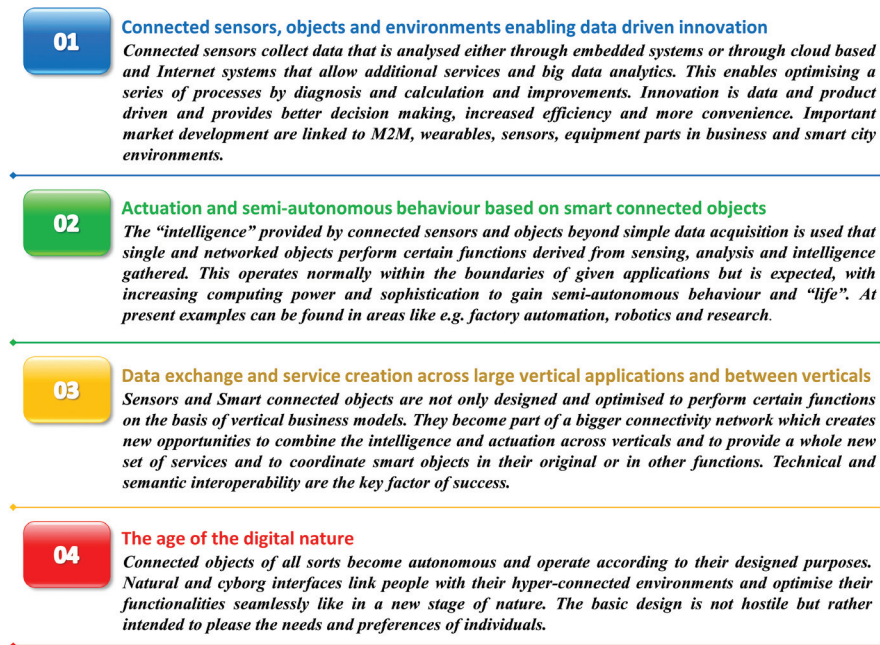 01
Connected sensors, objects and environments enabling data driven innovation
Connected sensors collect data that is analysed either through embedded systems or through cloud based
and Internet systems that allow additional services and big data analytics. This enables optimising a
series of processes by diagnosis and calculation and improvements. Innovation is data and product
driven and provides better decision making, increased efficiency and more convenience. Important
market development are linked to M2M, wearables, sensors, equipment parts in business and smart city
environments.
02
Actuation and semi-autonomous behaviour based on smart connected objects
The “intelligence” provided by connected sensors and objects beyond simple data acquisition is used that
single and networked objects perform certain functions derived from sensing, analysis and intelligence
gathered. This operates normally within the boundaries of given applications but is expected, with
increasing computing power and sophistication to gain semi-autonomous behaviour and “life”. At
present examples can be found in areas like e.g. factory automation, robotics and research.
03
Data exchange and service creation across large vertical applications and between verticals
Sensors and Smart connected objects are not only designed and optimised to perform certain functions
on the basis of vertical business models. They become part of a bigger connectivity network which creates
new opportunities to combine the intelligence and actuation across verticals and to provide a whole new
set of services and to coordinate smart objects in their original or in other functions. Technical and
semantic interoperability are the key factor of success.
04
The age of the digital nature
Connected objects of all sorts become autonomous and operate according to their designed purposes.
Natural and cyborg interfaces link people with their hyper-connected environments and optimise their
functionalities seamlessly like in a new stage of nature. The basic design is not hostile but rather
intended to please the needs and preferences of individuals.